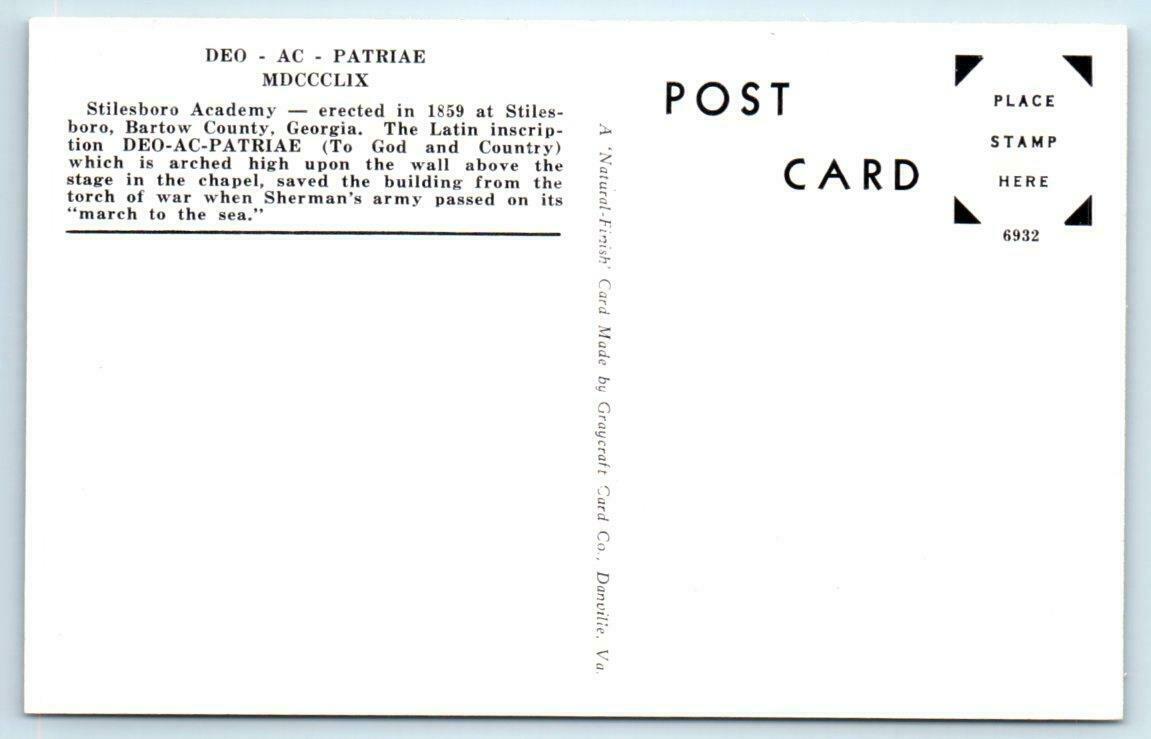 DEO - AC - PATRIAE
MDCCCL1X
Stilesboro Academy — erected in 1859 at Stiles-
boro, Bartow County, Georgia. The Latin inscrip-
tion DEO-AC-PATRIAE (To God and Country)
which is arched high upon the wall above the
stage in the chapel, saved the building from the
torch of war when Sherman's army passed on its
"march to the sea."
A 'Natural-Finish' Card Made by Graycraft Card Co., Danville, Va.
POST
CARD
PLACE
STAMP
HERE
6932